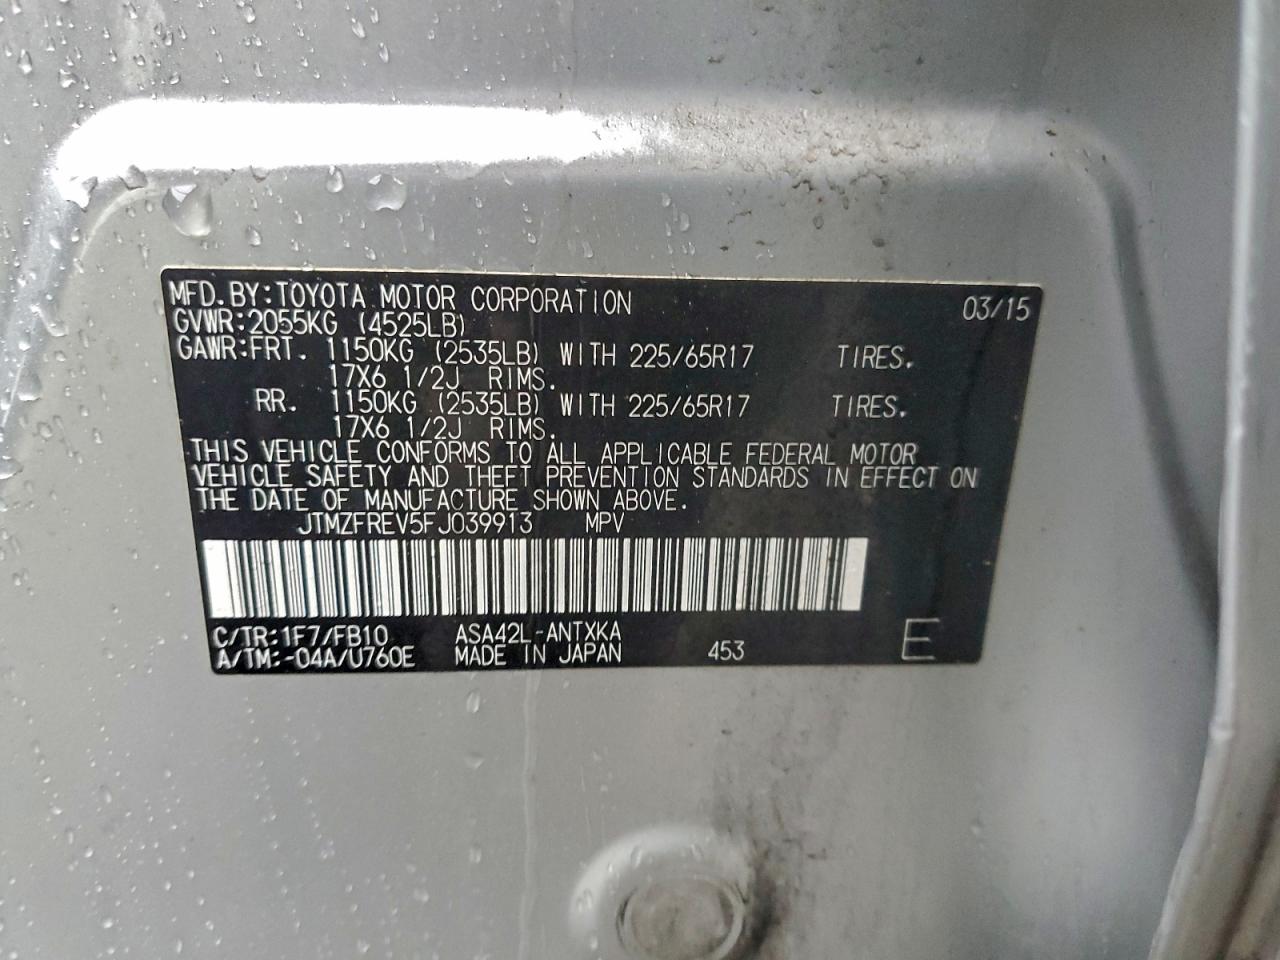 MFD.BY:TOYOTA MOTOR CORPORATION 03/15
GVWR:2055KG (4525LB)
GAWR:FRT. 1150KG (2535LB) WITH 225/65R17 TIRES.
17X6 1/2J RIMS.
RR. 1150KG (2535LB) WITH 225/65R17 TIRES.
17X6 1/2J RIMS.
THIS VEHICLE CONFORMS TO ALL APPLICABLE FEDERAL MOTOR
VEHICLE SAFETY AND THEFT PREVENTION STANDARDS IN EFFECT ON
THE DATE OF MANUFACTURE SHOWN ABOVE.
JTMZFREV5FJ039913 MPV
C/TR:1F7/FB10 ASA42L-ANTXKA
A/TM:-04A/U760E MADE IN JAPAN 453 E